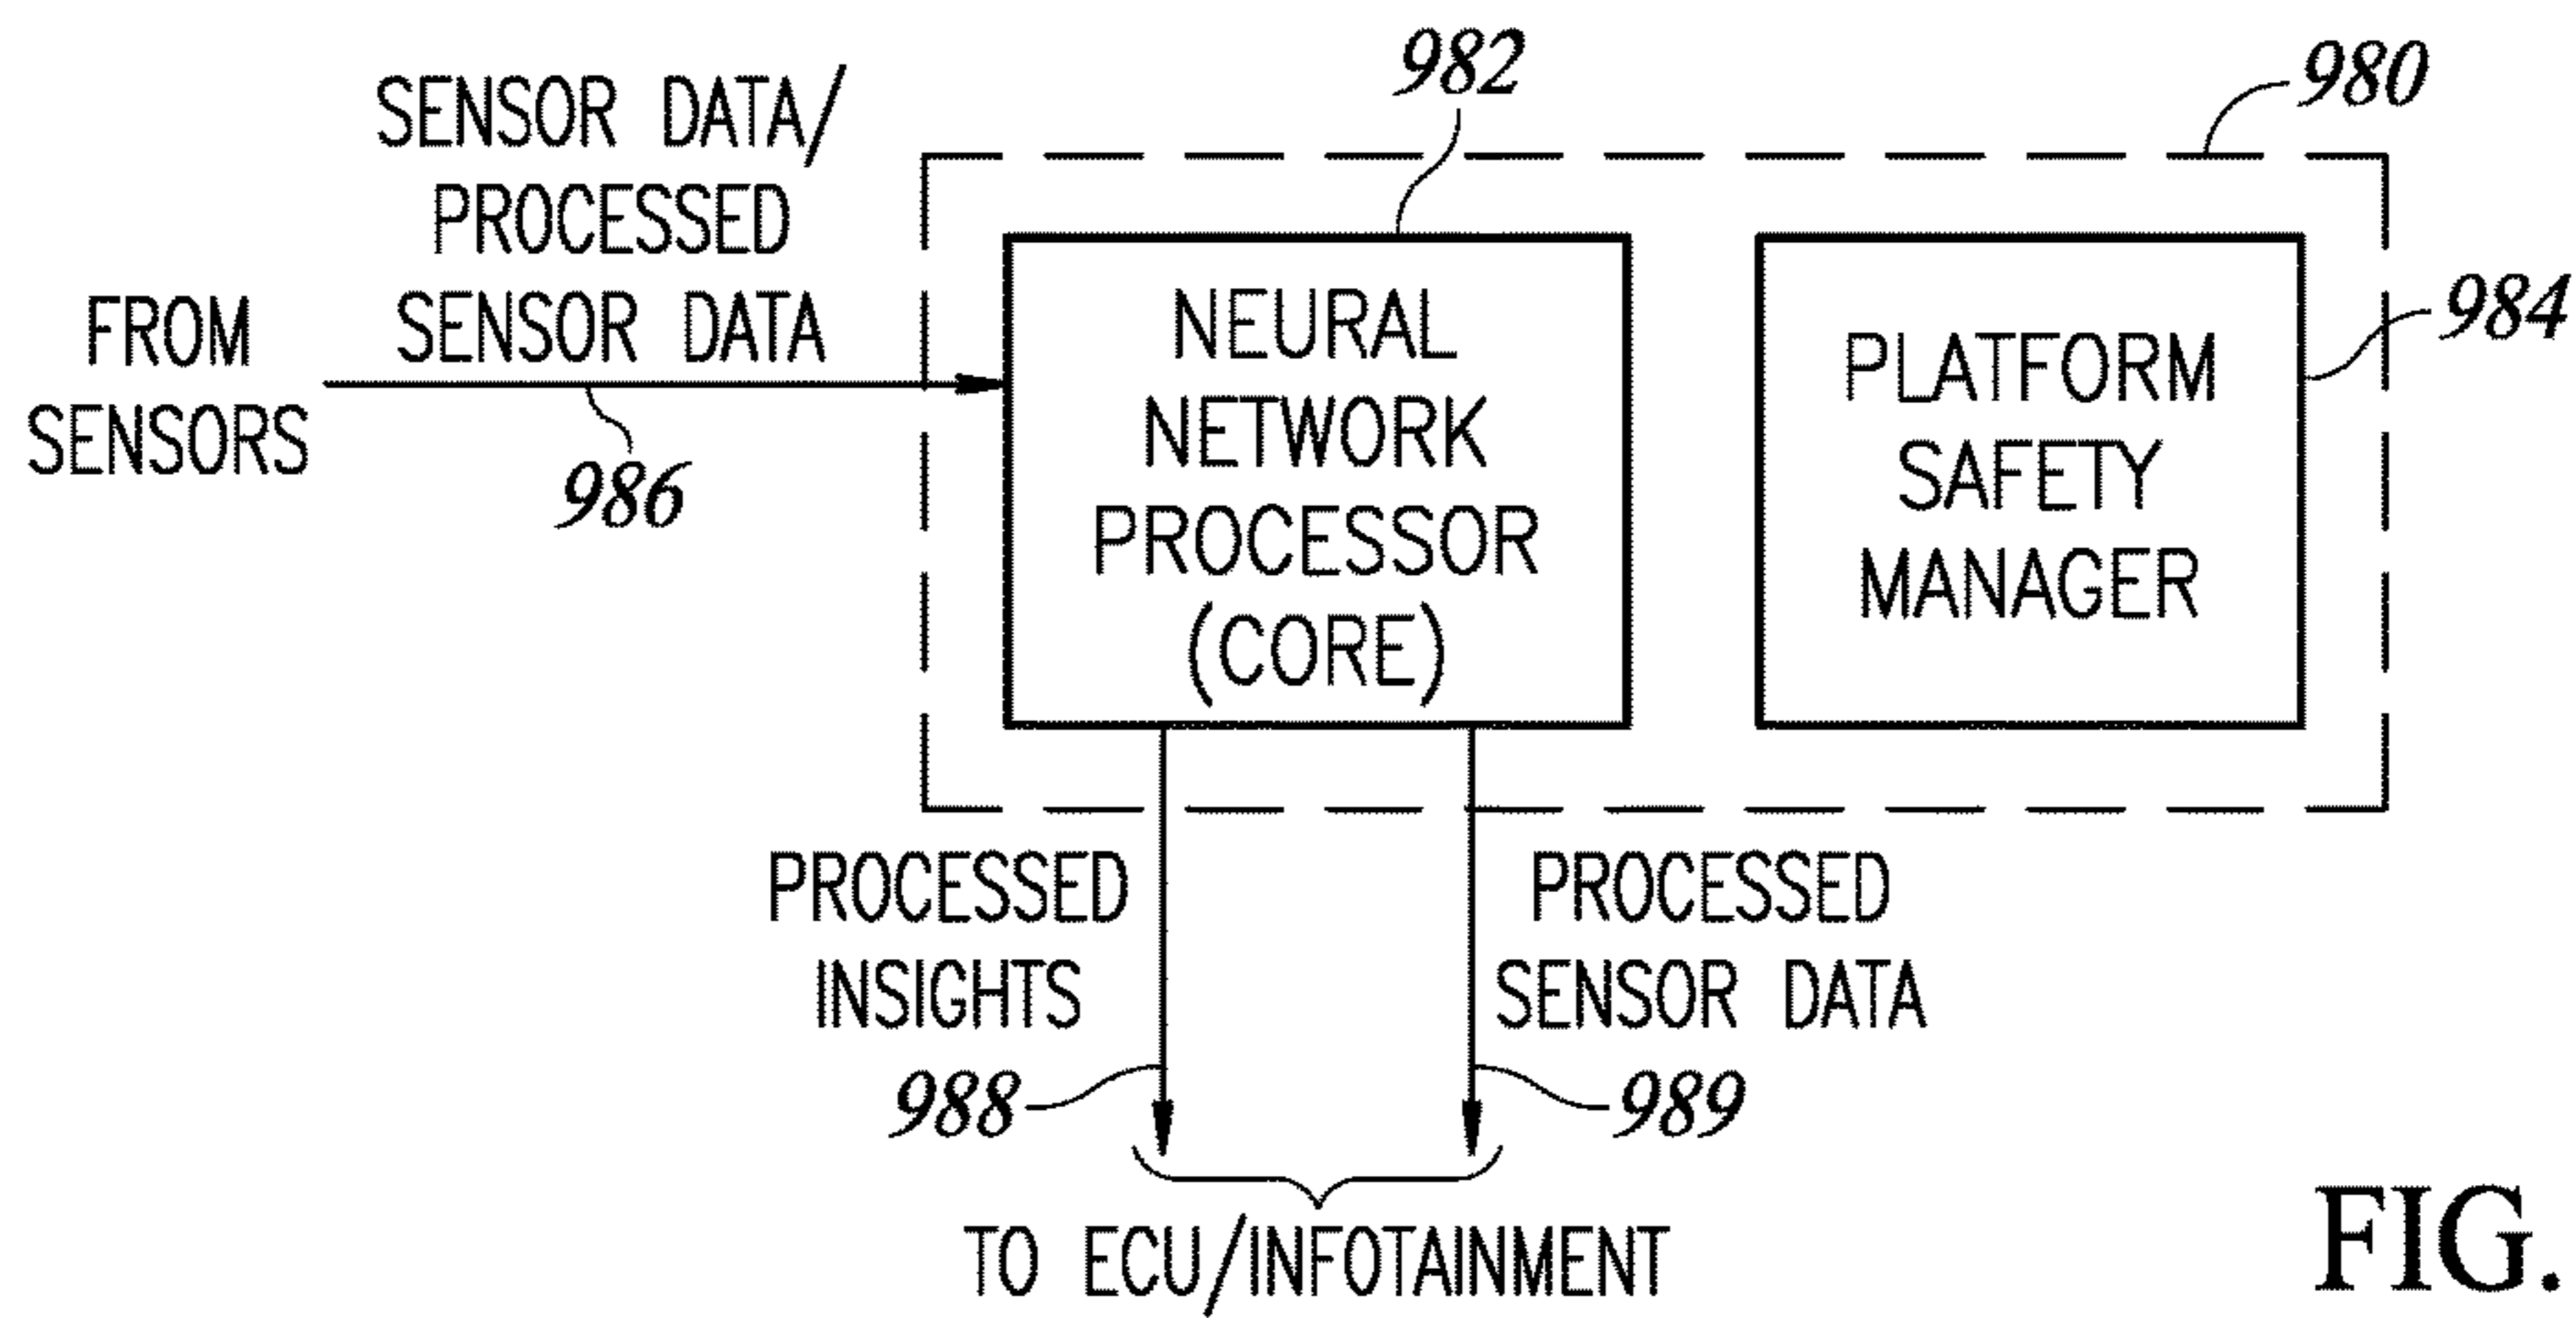 982
980
SENSOR DATA/
PROCESSED
SENSOR DATA
FROM
SENSORS
986
NEURAL
NETWORK
PROCESSOR
(CORE)
PLATFORM
SAFETY
MANAGER
984
PROCESSED
INSIGHTS
988
PROCESSED
SENSOR DATA
989
TO ECU/INFOTAINMENT
FIG.